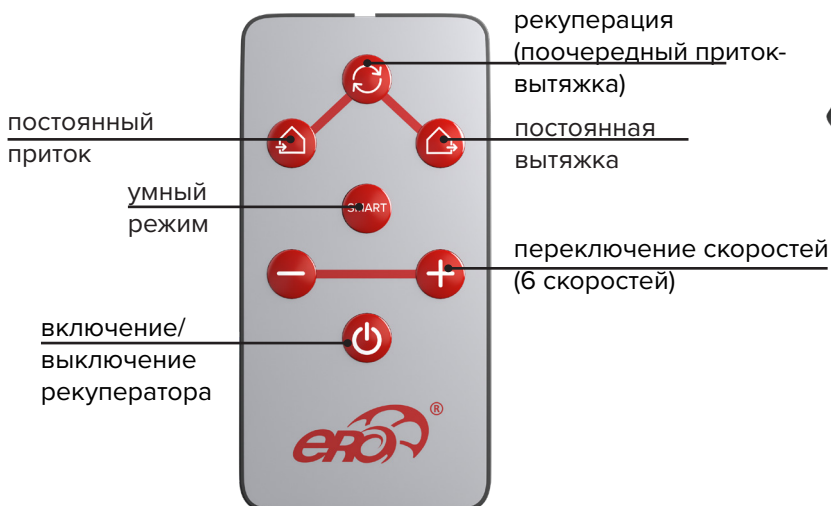 рекуперация
(поочередный приток-
вытяжка)
постоянный
приток
постоянная
вытяжка
умный
режим
SMART
переключение скоростей
(6 скоростей)
включение/
выключение
рекуператора
ERO®